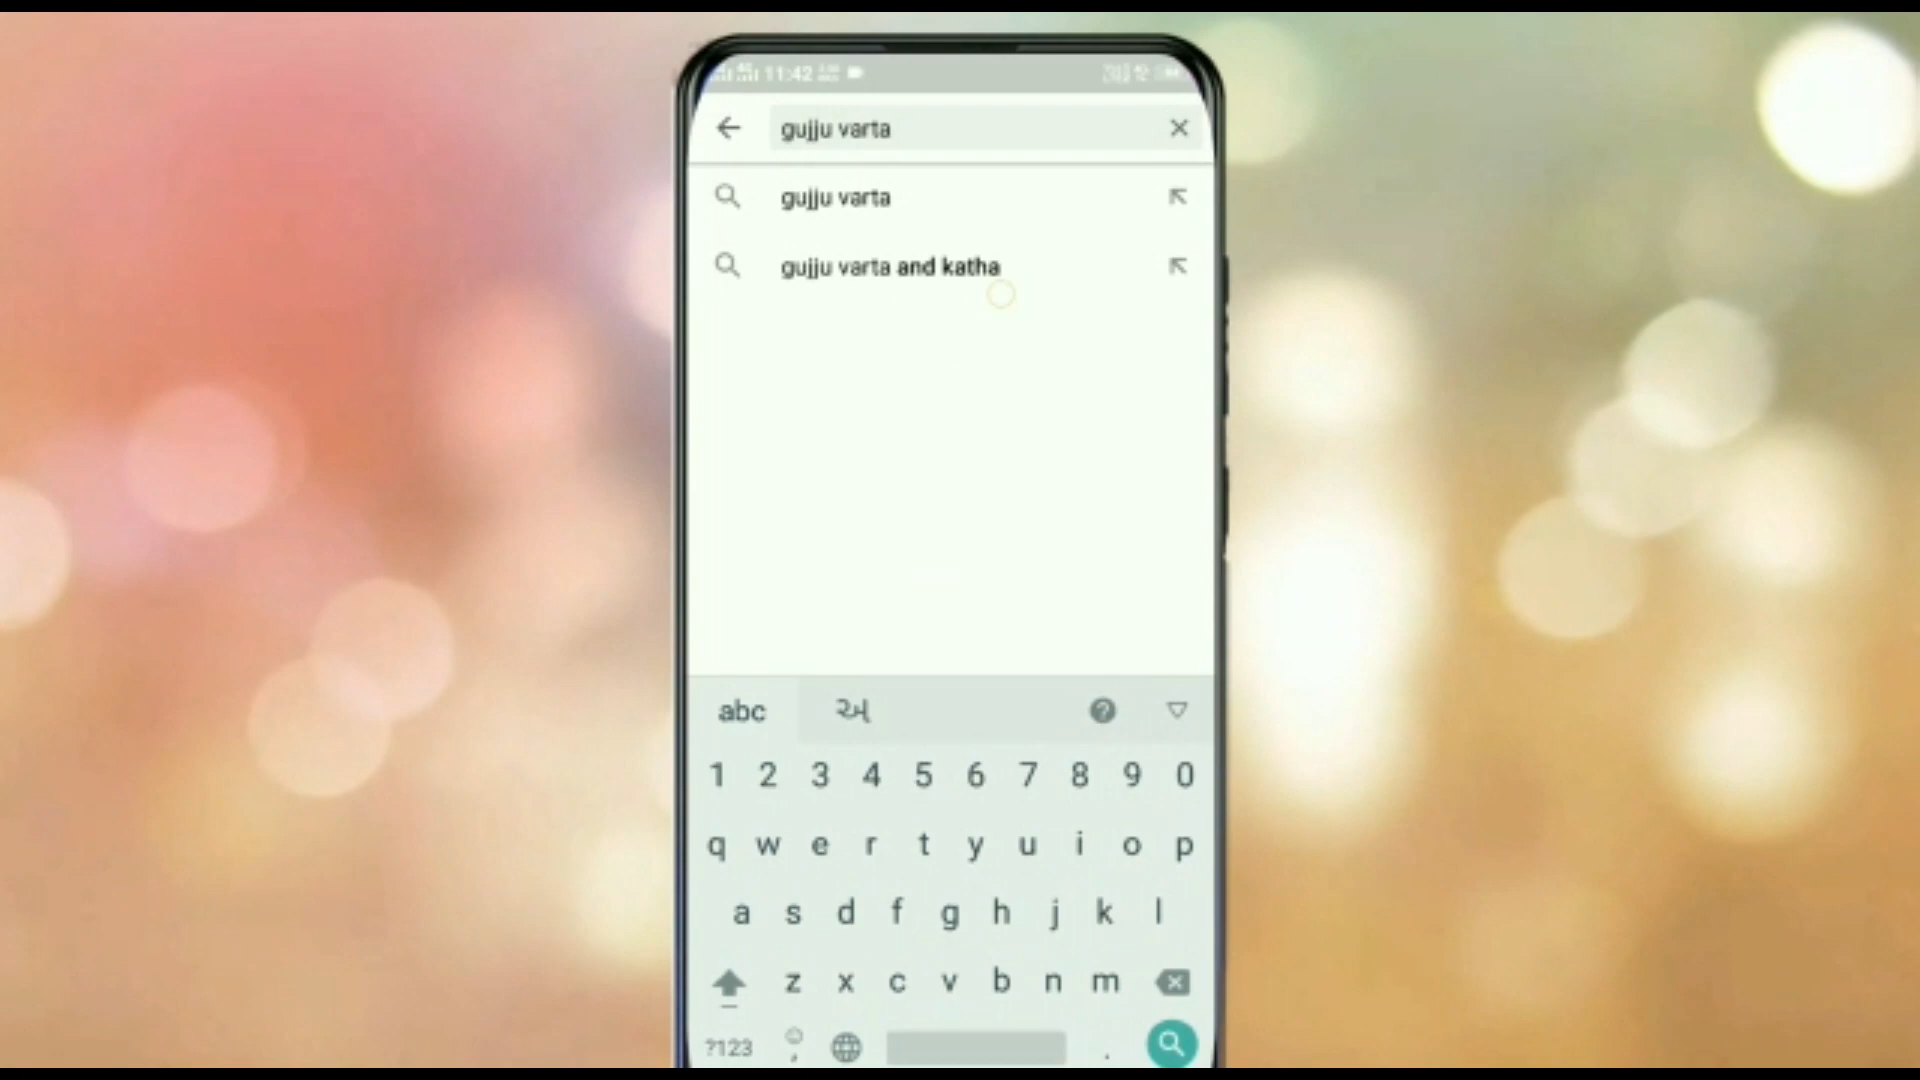 11:42
gujju varta
gujju varta
gujju varta and katha
abc અ
1 2 3 4 5 6 7 8 9 0
q w e r t y u i o p
a s d f g h j k l
z x c v b n m
?123 , .